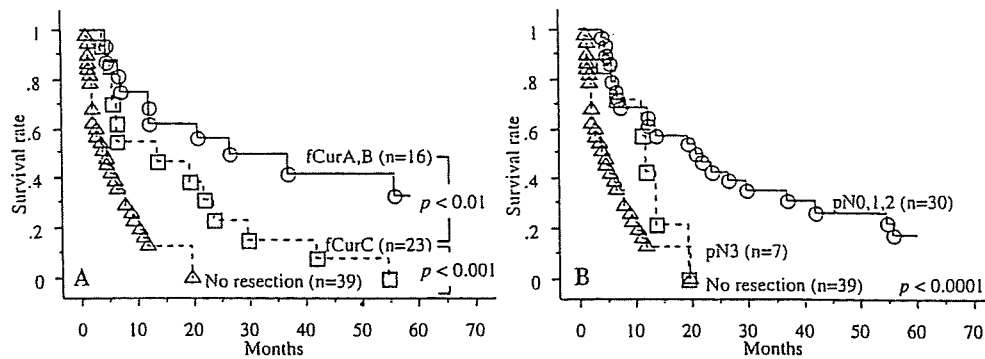 1
.8
.6
.4
.2
0
Survival rate
fCurA,B (n=16)
p < 0.01
fCurC (n=23)
p < 0.001
A
No resection (n=39)
0 10 20 30 40 50 60 70
Months
1
.8
.6
.4
.2
0
Survival rate
pN0,1,2 (n=30)
pN3 (n=7)
B
No resection (n=39)
p < 0.0001
0 10 20 30 40 50 60 70
Months